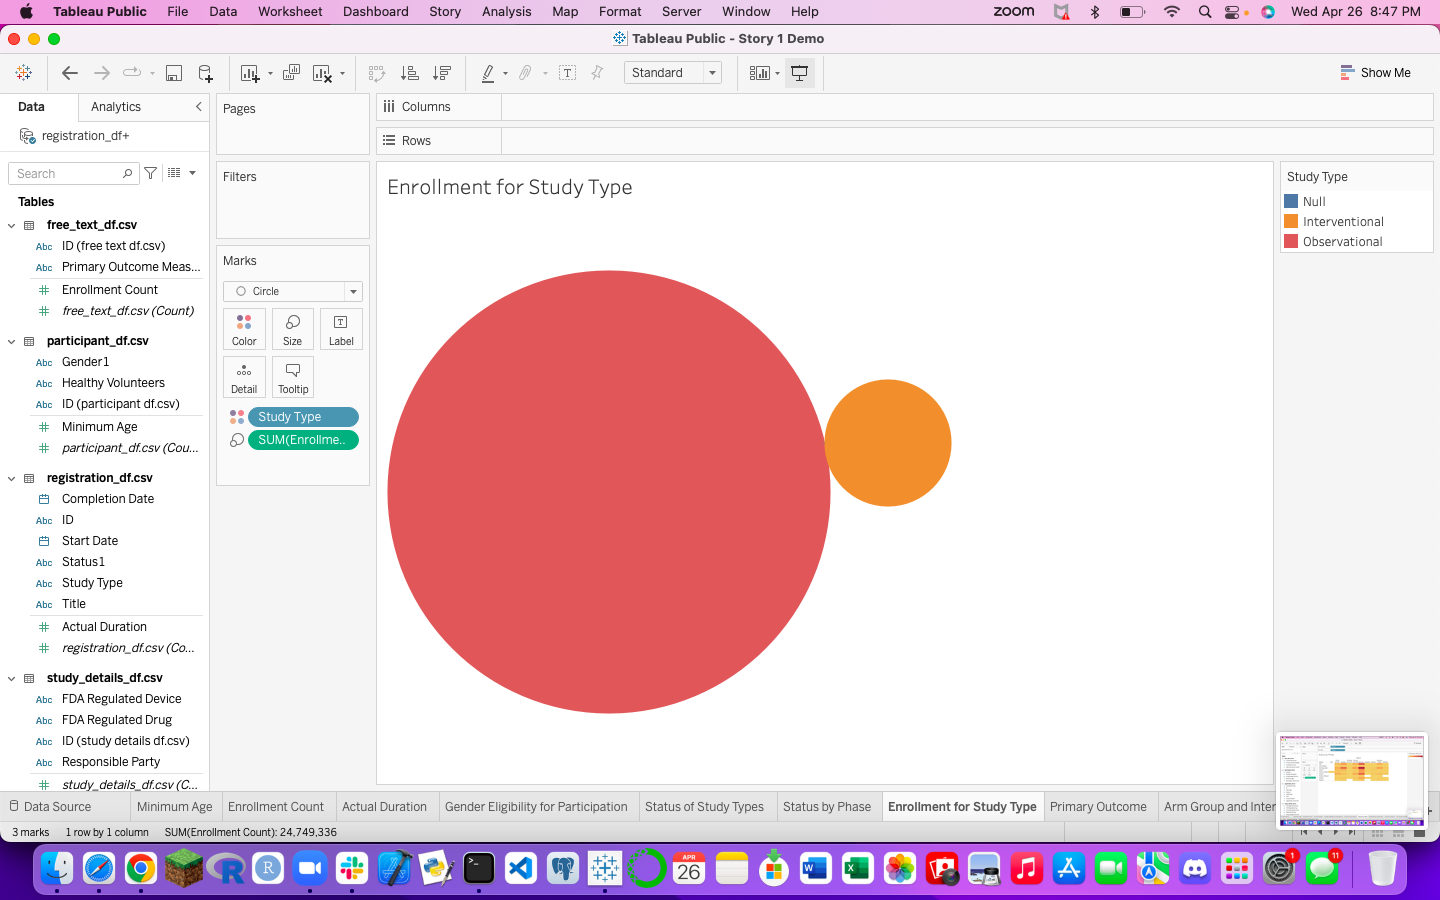 Tableau Public File Data Worksheet Dashboard Story Analysis Map Format Server Window Help zoom Wed Apr 26 8:47 PM
Tableau Public - Story 1 Demo
Standard
Show Me
Data Analytics
registration_df+
Search
Tables
free_text_df.csv
Abc ID (free text df.csv)
Abc Primary Outcome Meas...
Enrollment Count
free_text_df.csv (Count)
participant_df.csv
Abc Gender1
Abc Healthy Volunteers
Abc ID (participant df.csv)
Minimum Age
participant_df.csv (Cou...
registration_df.csv
Completion Date
Abc ID
Start Date
Abc Status1
Abc Study Type
Abc Title
Actual Duration
registration_df.csv (Co...
study_details_df.csv
Abc FDA Regulated Device
Abc FDA Regulated Drug
Abc ID (study details df.csv)
Abc Responsible Party
study_details_df.csv (C...
Pages
Filters
Marks
Circle
Color Size Label
Detail Tooltip
Study Type
SUM(Enrollme..
Columns
Rows
Enrollment for Study Type
Study Type
Null
Interventional
Observational
Data Source Minimum Age Enrollment Count Actual Duration Gender Eligibility for Participation Status of Study Types Status by Phase Enrollment for Study Type Primary Outcome Arm Group and Inter
3 marks 1 row by 1 column SUM(Enrollment Count): 24,749,336
APR
26
1
11